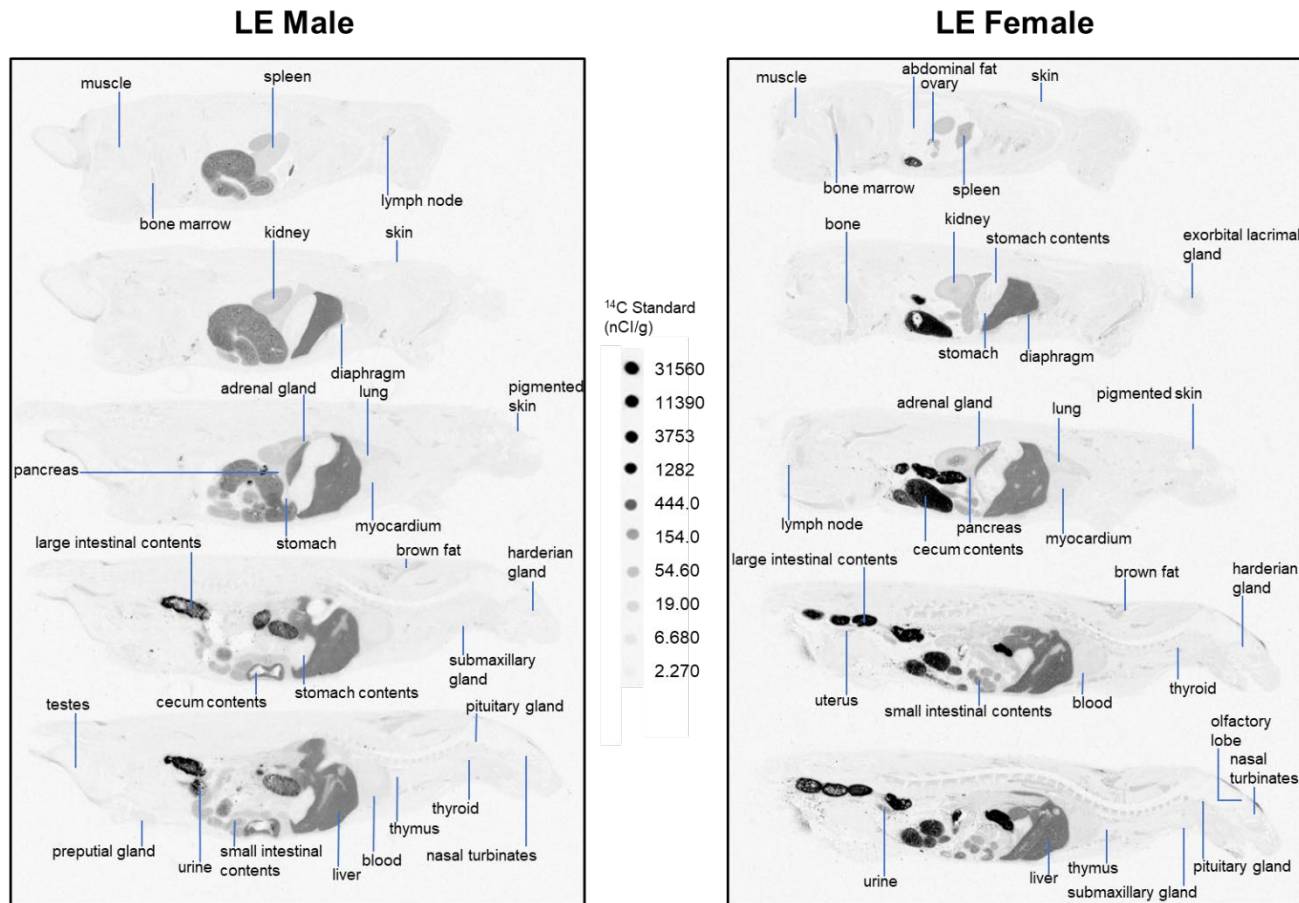 LE Male
muscle
spleen
bone marrow
lymph node
kidney
skin
adrenal gland
diaphragm
lung
pigmented
skin
pancreas
stomach
myocardium
large intestinal contents
brown fat
harderian
gland
cecum contents
stomach contents
submaxillary
gland
testes
pituitary gland
preputial gland
urine
small intestinal
contents
liver
blood
thymus
thyroid
nasal turbinates
14C Standard
(nCI/g)
31560
11390
3753
1282
444.0
154.0
54.60
19.00
6.680
2.270
LE Female
muscle
abdominal fat
ovary
skin
bone marrow
spleen
bone
kidney
stomach contents
exorbital lacrimal
gland
stomach
diaphragm
adrenal gland
lung
pigmented skin
lymph node
pancreas
cecum contents
myocardium
large intestinal contents
brown fat
harderian
gland
uterus
small intestinal contents
blood
thyroid
olfactory
lobe
nasal
turbinates
urine
liver
thymus
submaxillary gland
pituitary gland